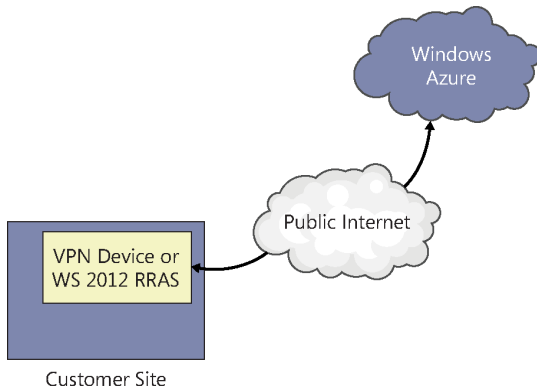 Windows
Azure
Public Internet
VPN Device or
WS 2012 RRAS
Customer Site